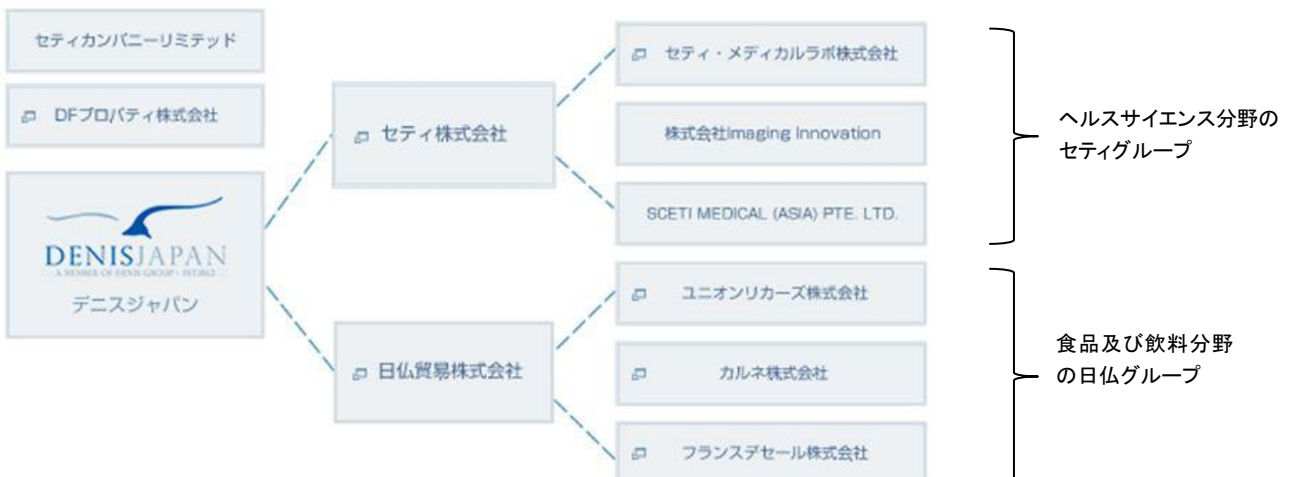 セティカンパニーリミテッド
DFプロパティ株式会社
DENISJAPAN
A MEMBER OF DENIS GROUP - EST.1862
デニスジャパン
セティ株式会社
日仏貿易株式会社
セティ・メディカルラボ株式会社
株式会社Imaging Innovation
SCETI MEDICAL (ASIA) PTE. LTD.
ユニオンリカーズ株式会社
カルネ株式会社
フランスデセール株式会社
ヘルスサイエンス分野の
セティグループ
食品及び飲料分野
の日仏グループ